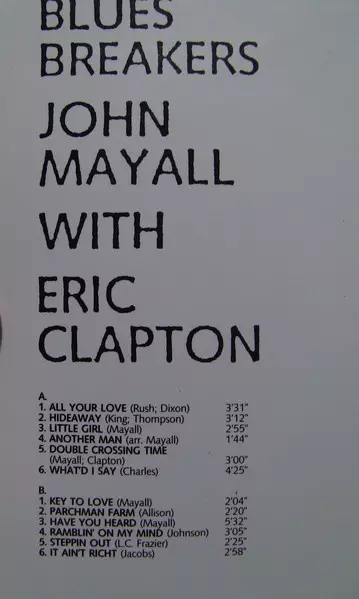 BLUES
BREAKERS
JOHN
MAYALL
WITH
ERIC
CLAPTON
A.
1. ALL YOUR LOVE (Rush; Dixon) 3'31"
2. HIDEAWAY (King; Thompson) 3'12"
3. LITTLE GIRL (Mayall) 2'55"
4. ANOTHER MAN (arr. Mayall) 1'44"
5. DOUBLE CROSSING TIME
(Mayall; Clapton) 3'00"
6. WHAT'D I SAY (Charles) 4'25"
B.
1. KEY TO LOVE (Mayall) 2'04"
2. PARCHMAN FARM (Allison) 2'20"
3. HAVE YOU HEARD (Mayall) 5'32"
4. RAMBLIN' ON MY MIND (Johnson) 3'05"
5. STEPPIN OUT (L.C. Frazier) 2'25"
6. IT AIN'T RICHT (Jacobs) 2'58"